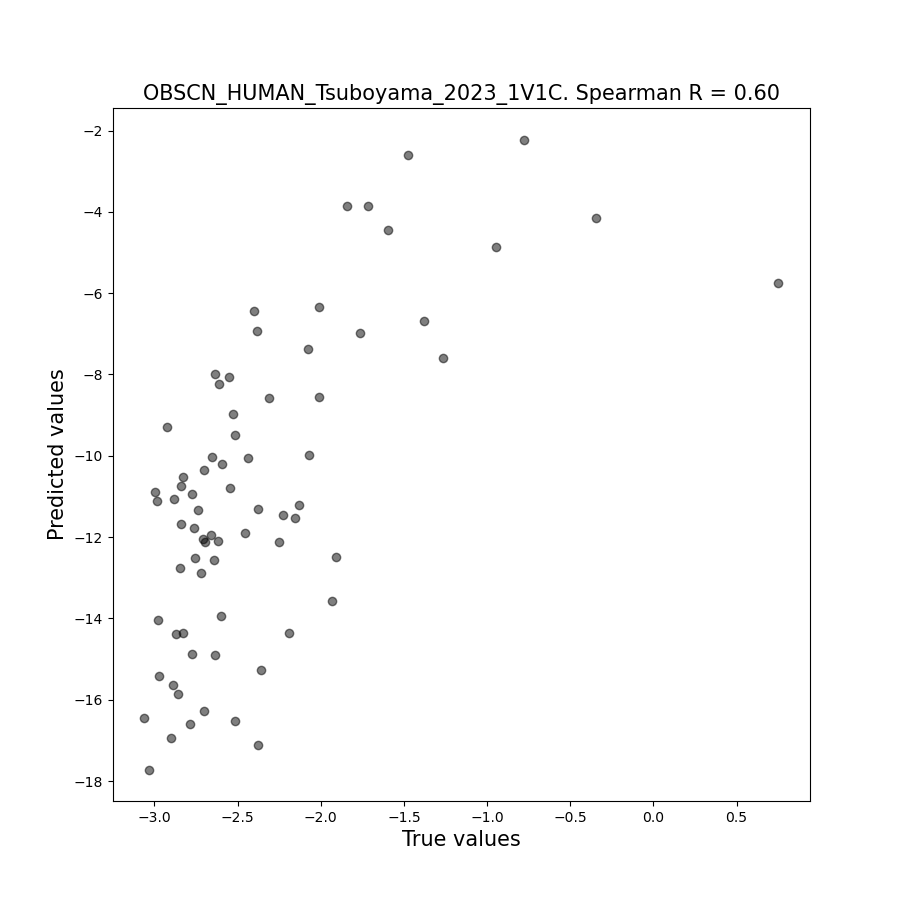 OBSCN_HUMAN_Tsuboyama_2023_1V1C. Spearman R = 0.60
−2
−4
−6
−8
−10
−12
−14
−16
−18
Predicted values
−3.0 −2.5 −2.0 −1.5 −1.0 −0.5 0.0 0.5
True values